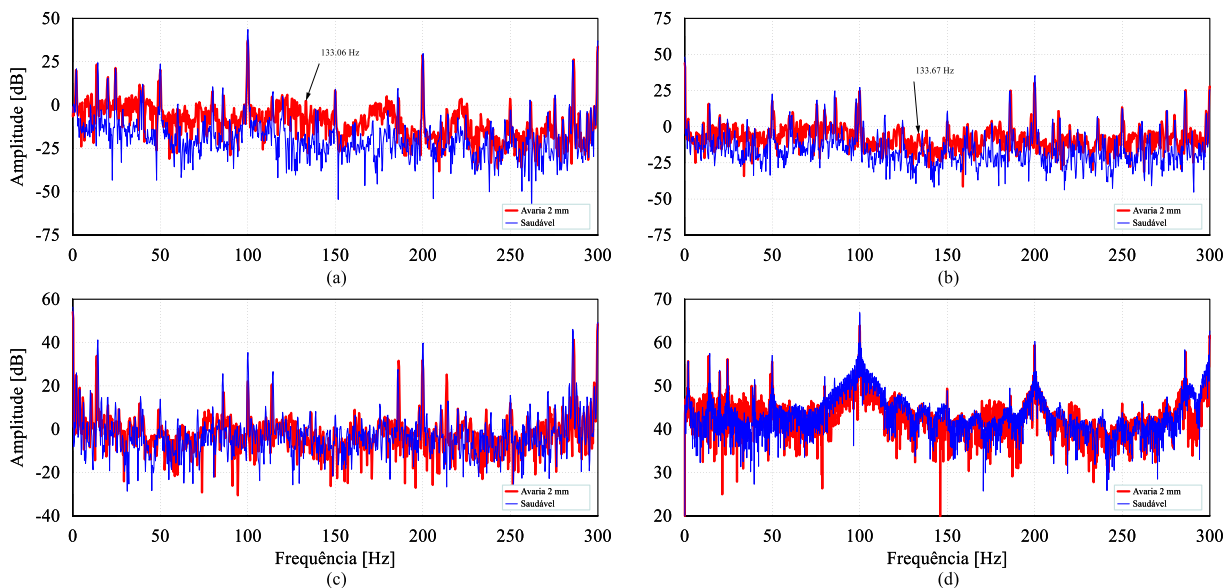 50
25
0
-25
-50
-75
Amplitude [dB]
133.06 Hz
Avaria 2 mm
Saudável
0 50 100 150 200 250 300
(a)
75
50
25
0
-25
-50
75
133.67 Hz
Avaria 2 mm
Saudável
0 50 100 150 200 250 300
(b)
60
40
20
0
-20
-40
Amplitude [dB]
Avaria 2 mm
Saudável
0 50 100 150 200 250 300
Frequência [Hz]
(c)
70
60
50
40
30
20
Avaria 2 mm
Saudável
0 50 100 150 200 250 300
Frequência [Hz]
(d)